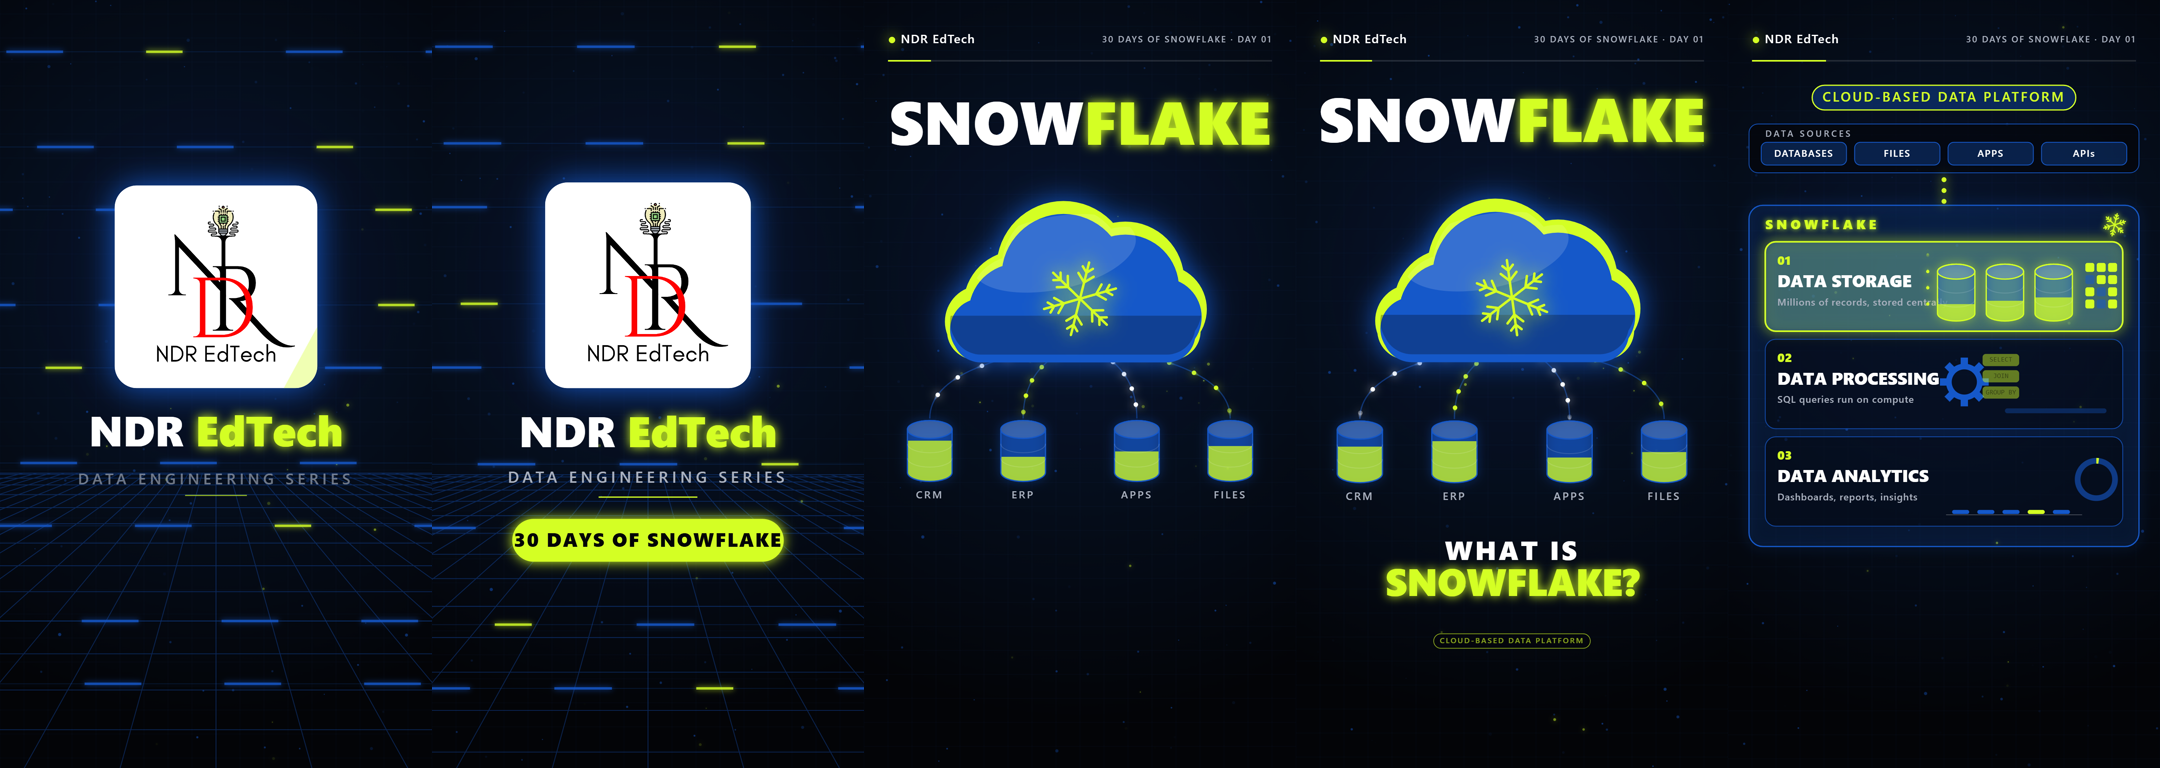 NDR EdTech
NDR EdTech
DATA ENGINEERING SERIES
NDR EdTech
NDR EdTech
DATA ENGINEERING SERIES
30 DAYS OF SNOWFLAKE
NDR EdTech
30 DAYS OF SNOWFLAKE · DAY 01
SNOWFLAKE
CRM
ERP
APPS
FILES
NDR EdTech
30 DAYS OF SNOWFLAKE · DAY 01
SNOWFLAKE
CRM
ERP
APPS
FILES
WHAT IS
SNOWFLAKE?
CLOUD-BASED DATA PLATFORM
NDR EdTech
30 DAYS OF SNOWFLAKE · DAY 01
CLOUD-BASED DATA PLATFORM
DATA SOURCES
DATABASES
FILES
APPS
APIs
SNOWFLAKE
01
DATA STORAGE
Millions of records, stored centra
02
DATA PROCESSING
SQL queries run on compute
SELECT
JOIN
GROUP BY
03
DATA ANALYTICS
Dashboards, reports, insights